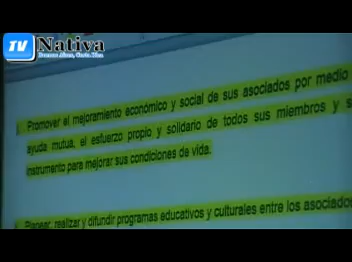 TV Nativa
Buenos Aires, Costa Rica
Promover el mejoramiento económico y social de sus asociados por medio
ayuda mutua, el esfuerzo propio y solidario de todos sus miembros y s
instrumento para mejorar sus condiciones de vida.
Planear, realizar y difundir programas educativos y culturales entre los asociados